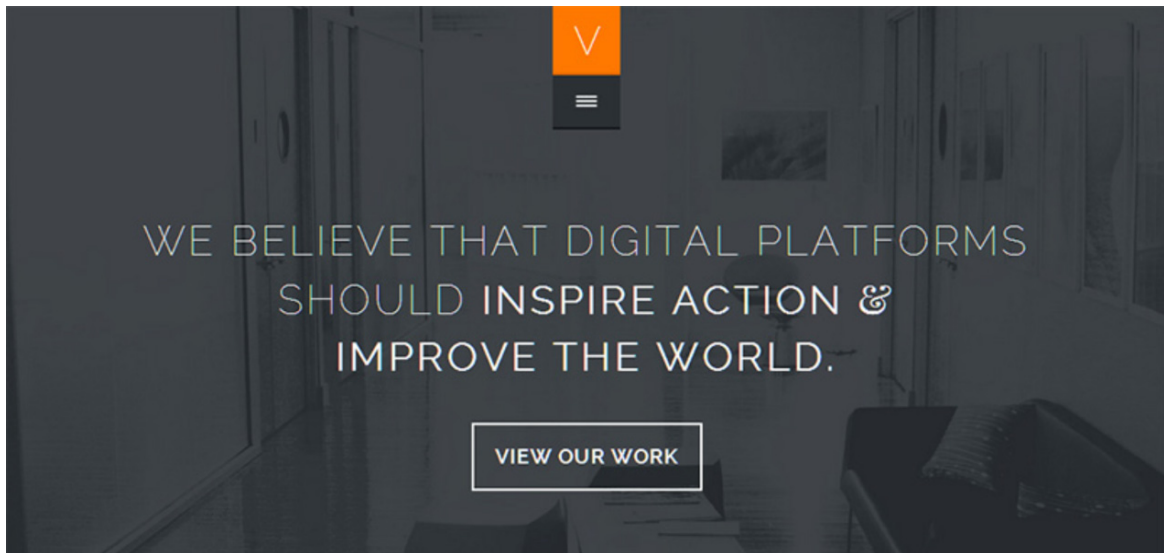 V
WE BELIEVE THAT DIGITAL PLATFORMS
SHOULD INSPIRE ACTION &
IMPROVE THE WORLD.
VIEW OUR WORK